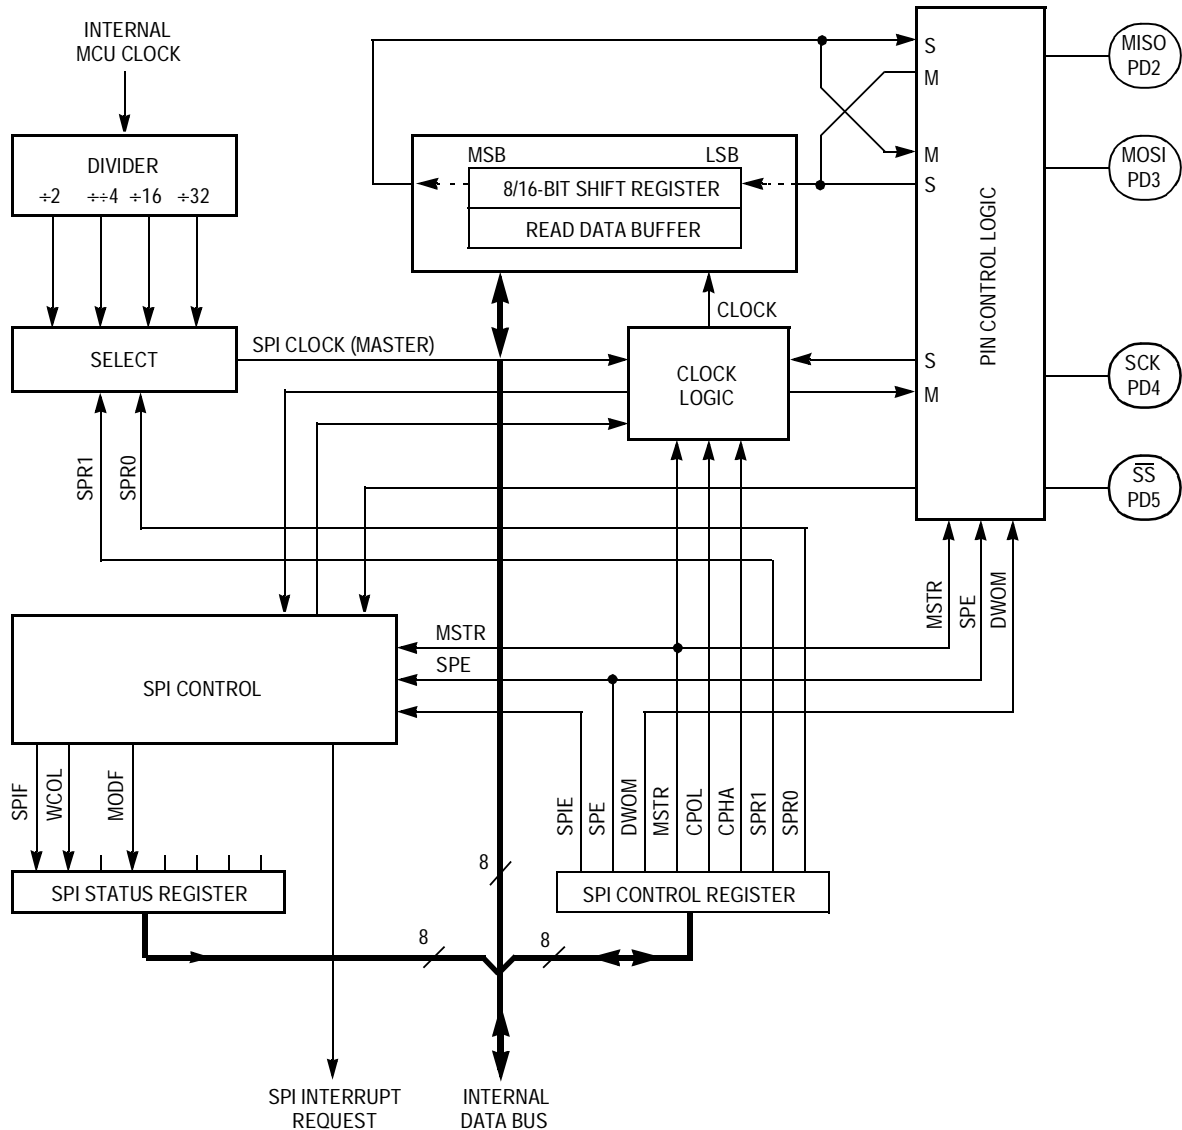 INTERNAL
MCU CLOCK
DIVIDER
÷2 ÷÷4 ÷16 ÷32
SELECT
SPI CLOCK (MASTER)
SPR1
SPR0
MSB LSB
8/16-BIT SHIFT REGISTER
READ DATA BUFFER
CLOCK
CLOCK
LOGIC
S
M
M
S
S
M
PIN CONTROL LOGIC
MISO
PD2
MOSI
PD3
SCK
PD4
SS
PD5
MSTR
SPE
DWOM
MSTR
SPE
SPI CONTROL
SPIF
WCOL
MODF
SPI STATUS REGISTER
SPIE
SPE
DWOM
MSTR
CPOL
CPHA
SPR1
SPR0
SPI CONTROL REGISTER
8
8
8
SPI INTERRUPT
REQUEST
INTERNAL
DATA BUS